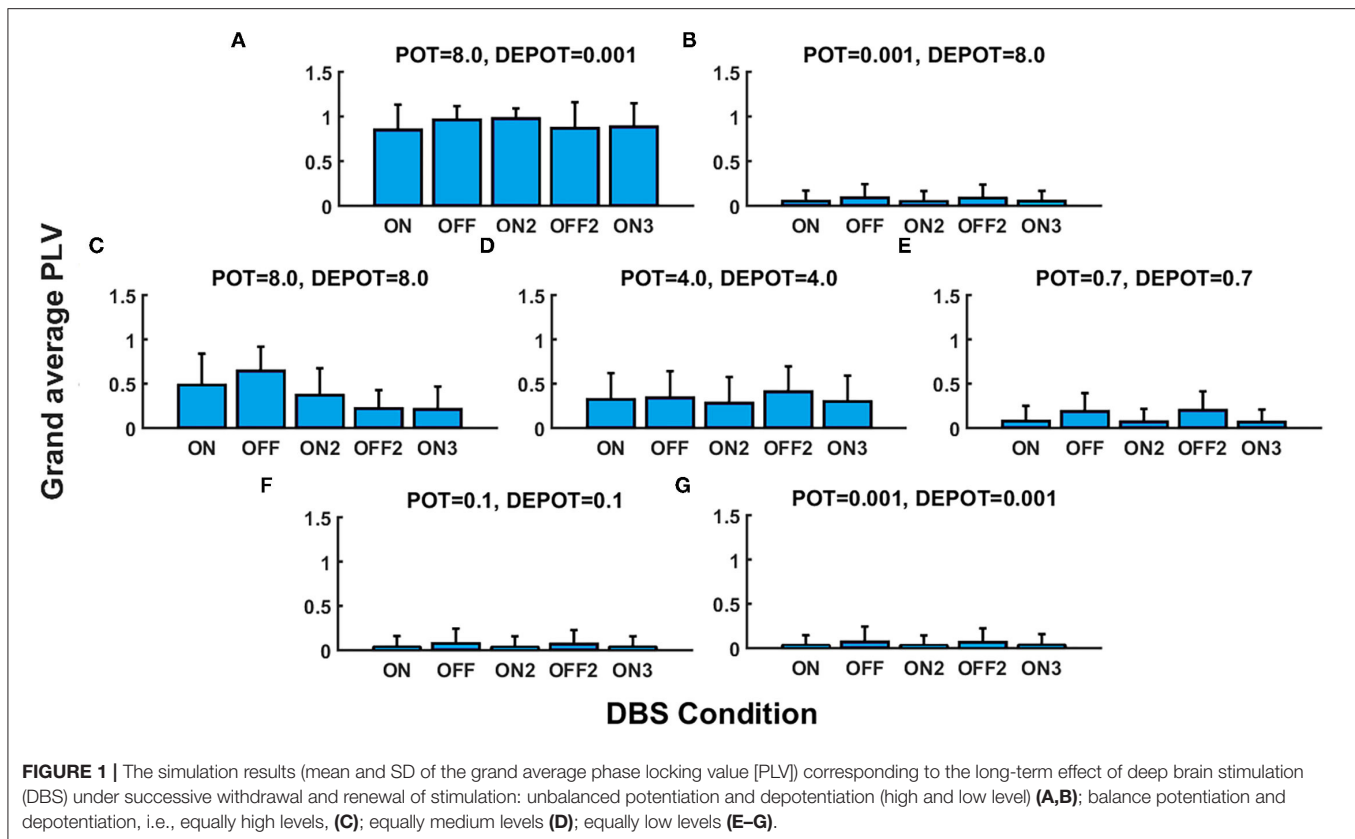 A
POT=8.0, DEPOT=0.001
1.5
1
0.5
0
ON OFF ON2 OFF2 ON3
B
POT=0.001, DEPOT=8.0
1.5
1
0.5
0
ON OFF ON2 OFF2 ON3
Grand average PLV
C
POT=8.0, DEPOT=8.0
1.5
1
0.5
0
ON OFF ON2 OFF2 ON3
D
POT=4.0, DEPOT=4.0
1.5
1
0.5
0
ON OFF ON2 OFF2 ON3
E
POT=0.7, DEPOT=0.7
1.5
1
0.5
0
ON OFF ON2 OFF2 ON3
F
POT=0.1, DEPOT=0.1
1.5
1
0.5
0
ON OFF ON2 OFF2 ON3
G
POT=0.001, DEPOT=0.001
1.5
1
0.5
0
ON OFF ON2 OFF2 ON3
DBS Condition
FIGURE 1 | The simulation results (mean and SD of the grand average phase locking value [PLV]) corresponding to the long-term effect of deep brain stimulation
(DBS) under successive withdrawal and renewal of stimulation: unbalanced potentiation and depotentiation (high and low level) (A,B); balance potentiation and
depotentiation, i.e., equally high levels, (C); equally medium levels (D); equally low levels (E–G).